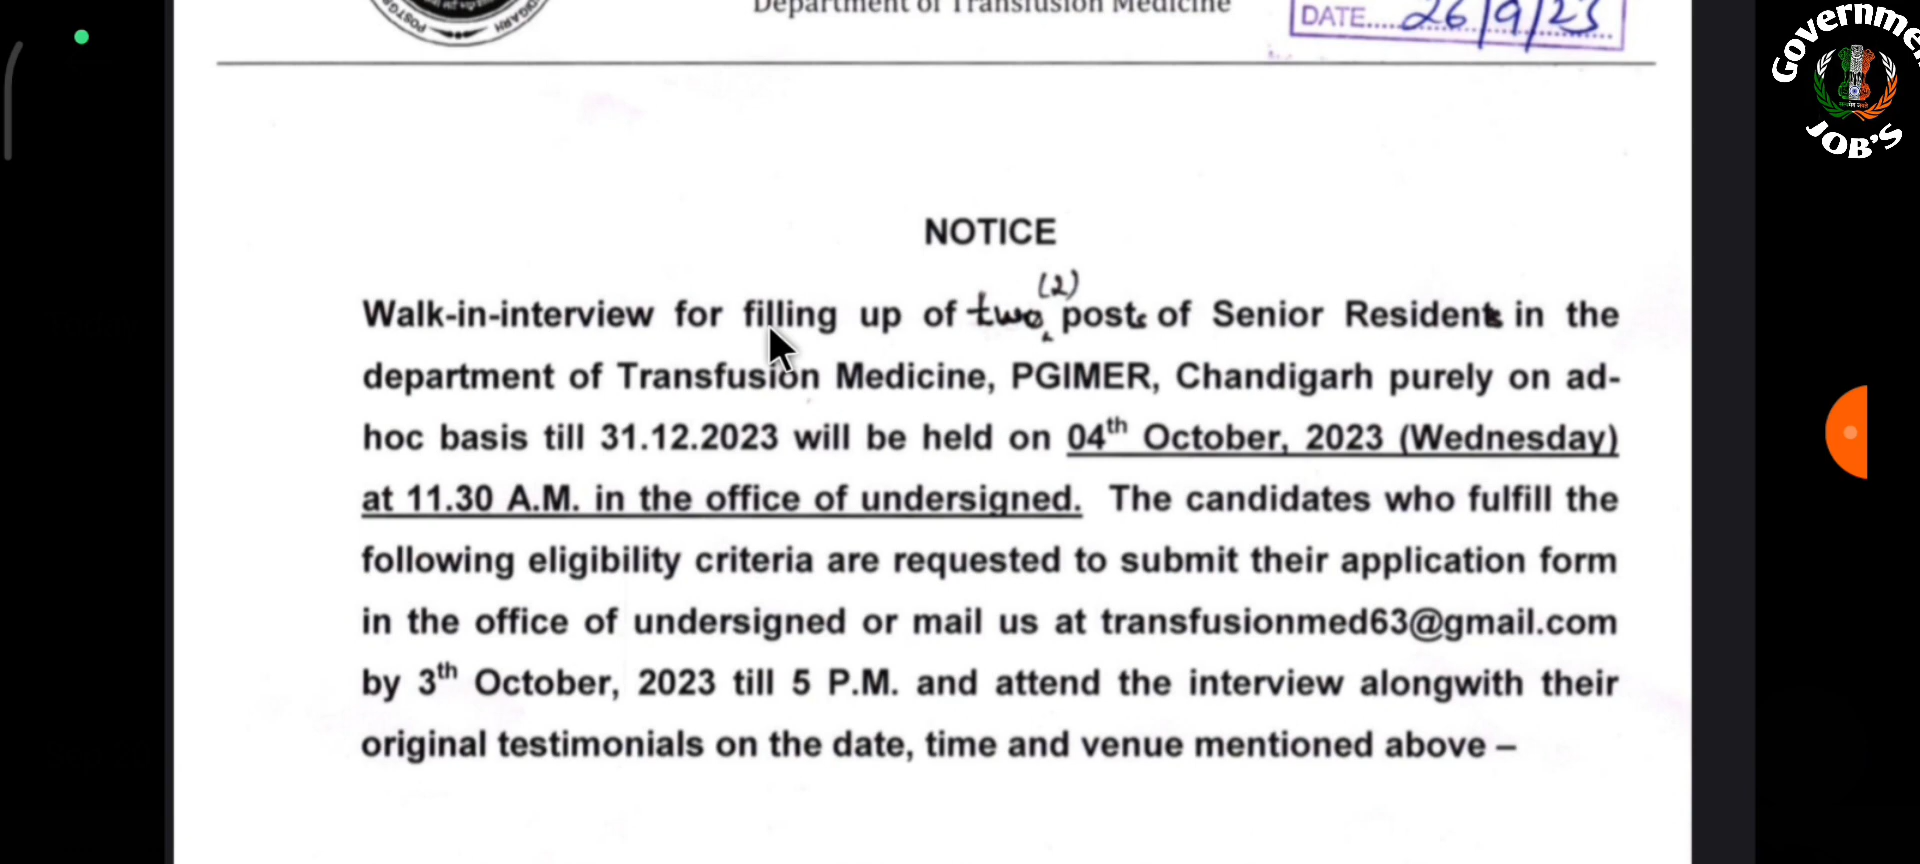 Department of Transfusion Medicine
DATE..... 26/9/23
Government
JOB'S
NOTICE
Walk-in-interview for filling up of two (2) posts of Senior Residents in the
department of Transfusion Medicine, PGIMER, Chandigarh purely on ad-
hoc basis till 31.12.2023 will be held on 04th October, 2023 (Wednesday)
at 11.30 A.M. in the office of undersigned. The candidates who fulfill the
following eligibility criteria are requested to submit their application form
in the office of undersigned or mail us at transfusionmed63@gmail.com
by 3th October, 2023 till 5 P.M. and attend the interview alongwith their
original testimonials on the date, time and venue mentioned above –